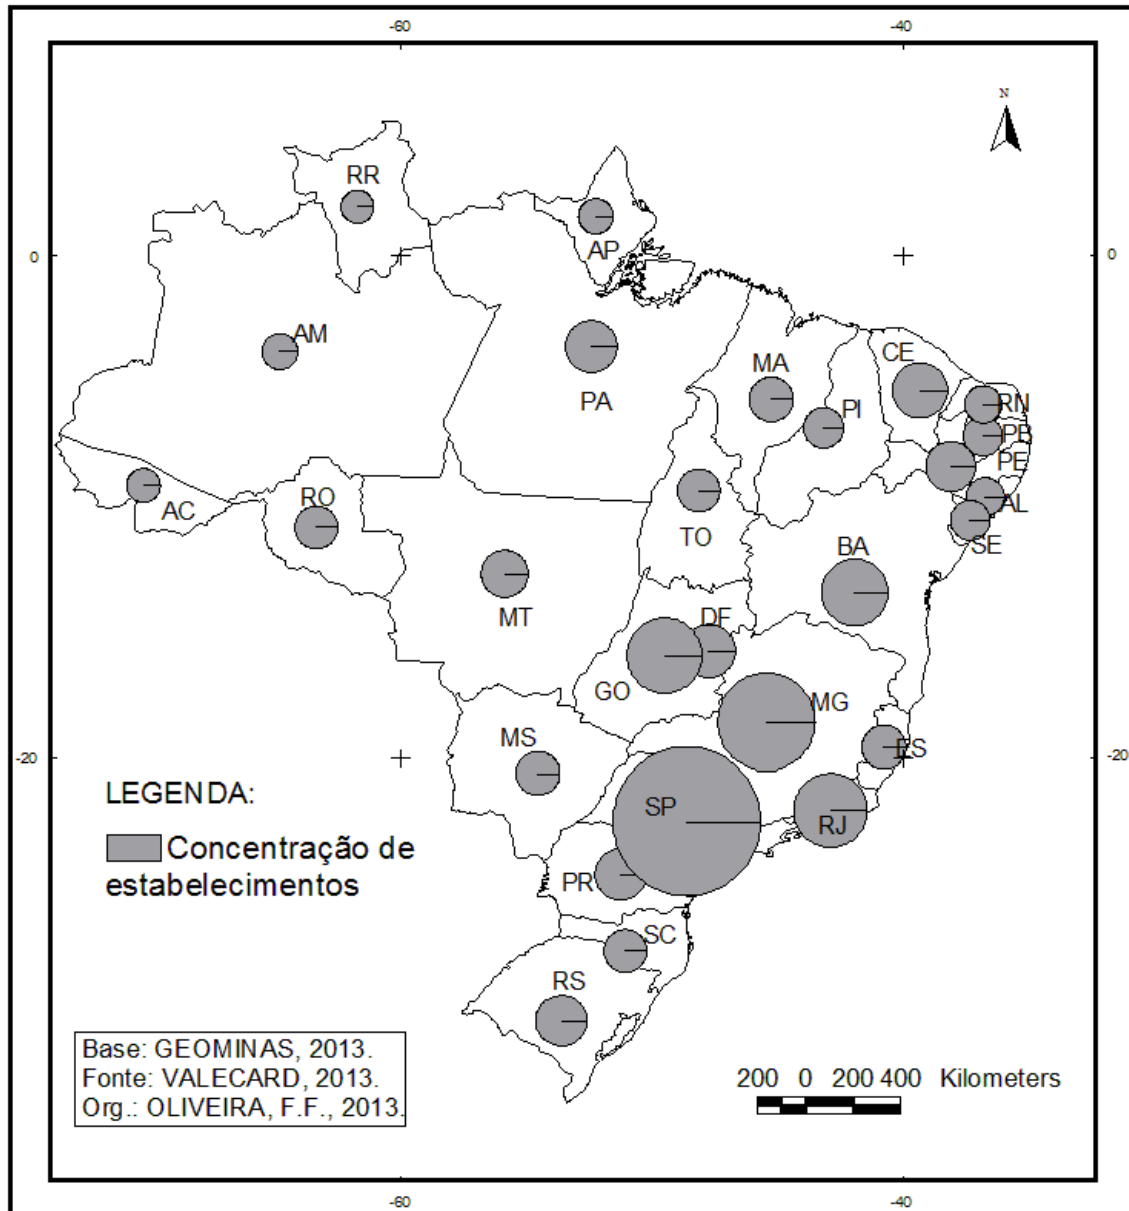 -60
-40
N
RR
AP
0
0
AM
PA
MA
CE
PI
RN
PB
PE
AL
SE
AC
RO
TO
BA
MT
DF
GO
MG
MS
ES
-20
-20
SP
RJ
PR
SC
RS
LEGENDA:
Concentração de
estabelecimentos
Base: GEOMINAS, 2013.
Fonte: VALECARD, 2013.
Org.: OLIVEIRA, F.F., 2013.
200 0 200 400 Kilometers
-60
-40